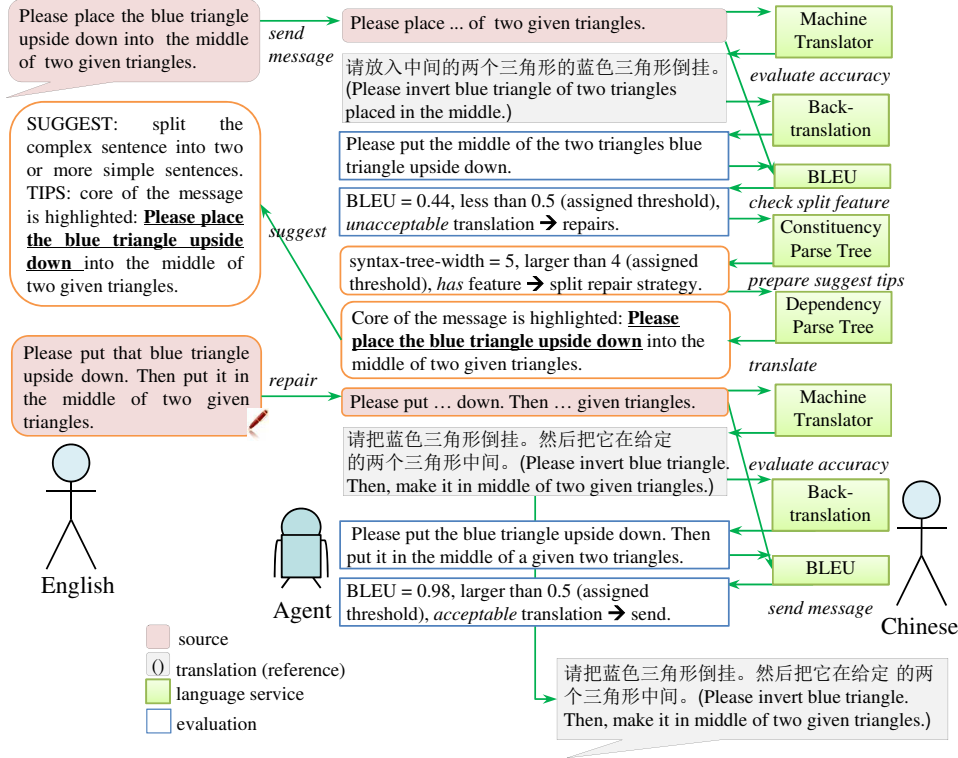 Please place the blue triangle
upside down into the middle
of two given triangles.
send
message
Please place ... of two given triangles.
Machine
Translator
请放入中间的两个三角形的蓝色三角形倒挂。
(Please invert blue triangle of two triangles
placed in the middle.)
evaluate accuracy
Back-
translation
SUGGEST: split the
complex sentence into two
or more simple sentences.
TIPS: core of the message
is highlighted: Please place
the blue triangle upside
down into the middle of
two given triangles.
Please put the middle of the two triangles blue
triangle upside down.
BLEU
BLEU = 0.44, less than 0.5 (assigned threshold),
unacceptable translation ➔ repairs.
check split feature
Constituency
Parse Tree
suggest
syntax-tree-width = 5, larger than 4 (assigned
threshold), has feature ➔ split repair strategy.
prepare suggest tips
Dependency
Parse Tree
Core of the message is highlighted: Please
place the blue triangle upside down into the
middle of two given triangles.
Please put that blue triangle
upside down. Then put it in
the middle of two given
triangles.
repair
translate
Please put … down. Then … given triangles.
Machine
Translator
请把蓝色三角形倒挂。然后把它在给定
的两个三角形中间。(Please invert blue triangle.
Then, make it in middle of two given triangles.)
evaluate accuracy
Back-
translation
Please put the blue triangle upside down. Then
put it in the middle of a given two triangles.
BLEU
BLEU = 0.98, larger than 0.5 (assigned
threshold), acceptable translation ➔ send.
send message
English
Agent
Chinese
source
() translation (reference)
language service
evaluation
请把蓝色三角形倒挂。然后把它在给定 的两
个三角形中间。(Please invert blue triangle.
Then, make it in middle of two given triangles.)